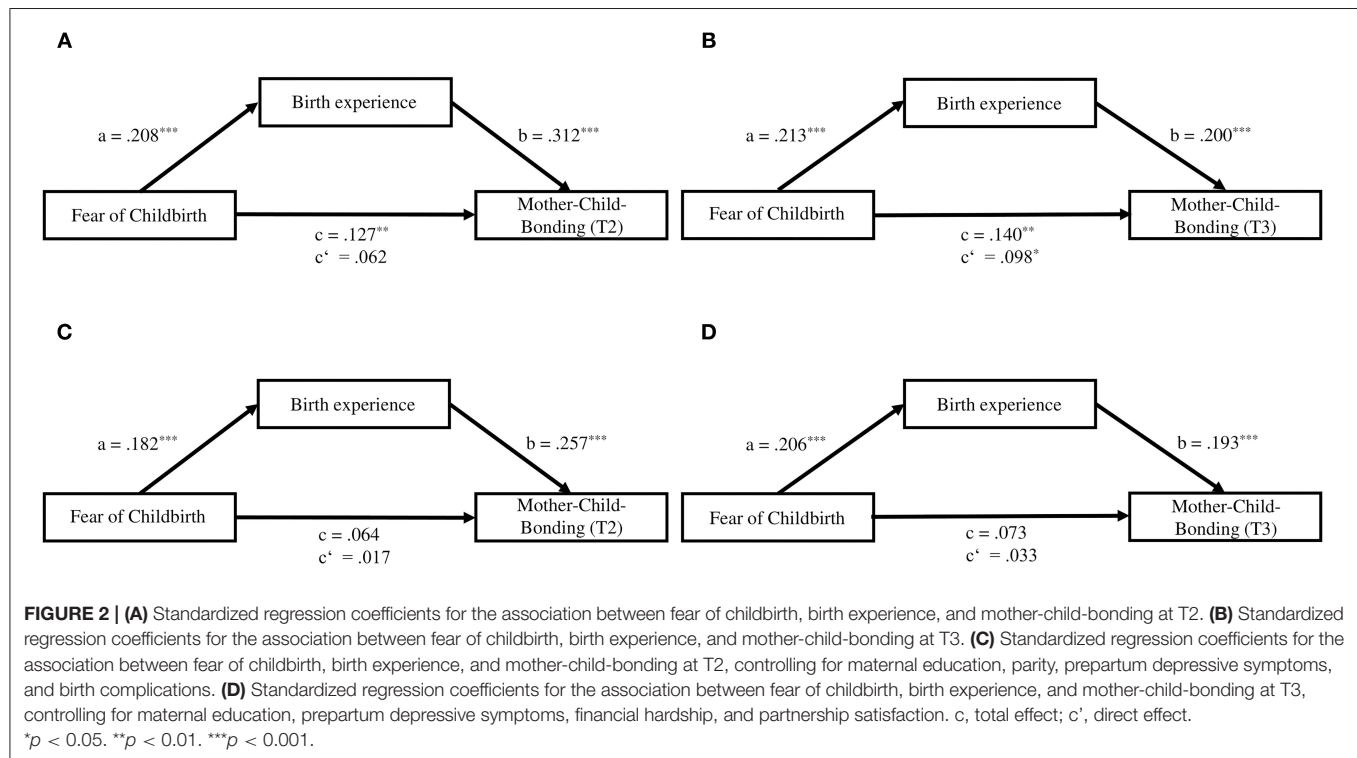 A
Birth experience
a = .208***
b = .312***
Fear of Childbirth
Mother-Child-
Bonding (T2)
c = .127**
c‘ = .062
B
Birth experience
a = .213***
b = .200***
Fear of Childbirth
Mother-Child-
Bonding (T3)
c = .140**
c‘ = .098*
C
Birth experience
a = .182***
b = .257***
Fear of Childbirth
Mother-Child-
Bonding (T2)
c = .064
c‘ = .017
D
Birth experience
a = .206***
b = .193***
Fear of Childbirth
Mother-Child-
Bonding (T3)
c = .073
c‘ = .033
FIGURE 2 | (A) Standardized regression coefficients for the association between fear of childbirth, birth experience, and mother-child-bonding at T2. (B) Standardized
regression coefficients for the association between fear of childbirth, birth experience, and mother-child-bonding at T3. (C) Standardized regression coefficients for the
association between fear of childbirth, birth experience, and mother-child-bonding at T2, controlling for maternal education, parity, prepartum depressive symptoms,
and birth complications. (D) Standardized regression coefficients for the association between fear of childbirth, birth experience, and mother-child-bonding at T3,
controlling for maternal education, prepartum depressive symptoms, financial hardship, and partnership satisfaction. c, total effect; c’, direct effect.
*p < 0.05. **p < 0.01. ***p < 0.001.